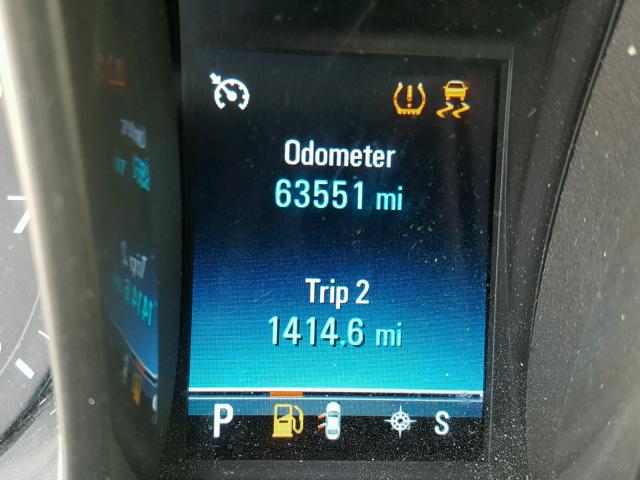 Odometer
63551 mi
Trip 2
1414.6 mi
P S